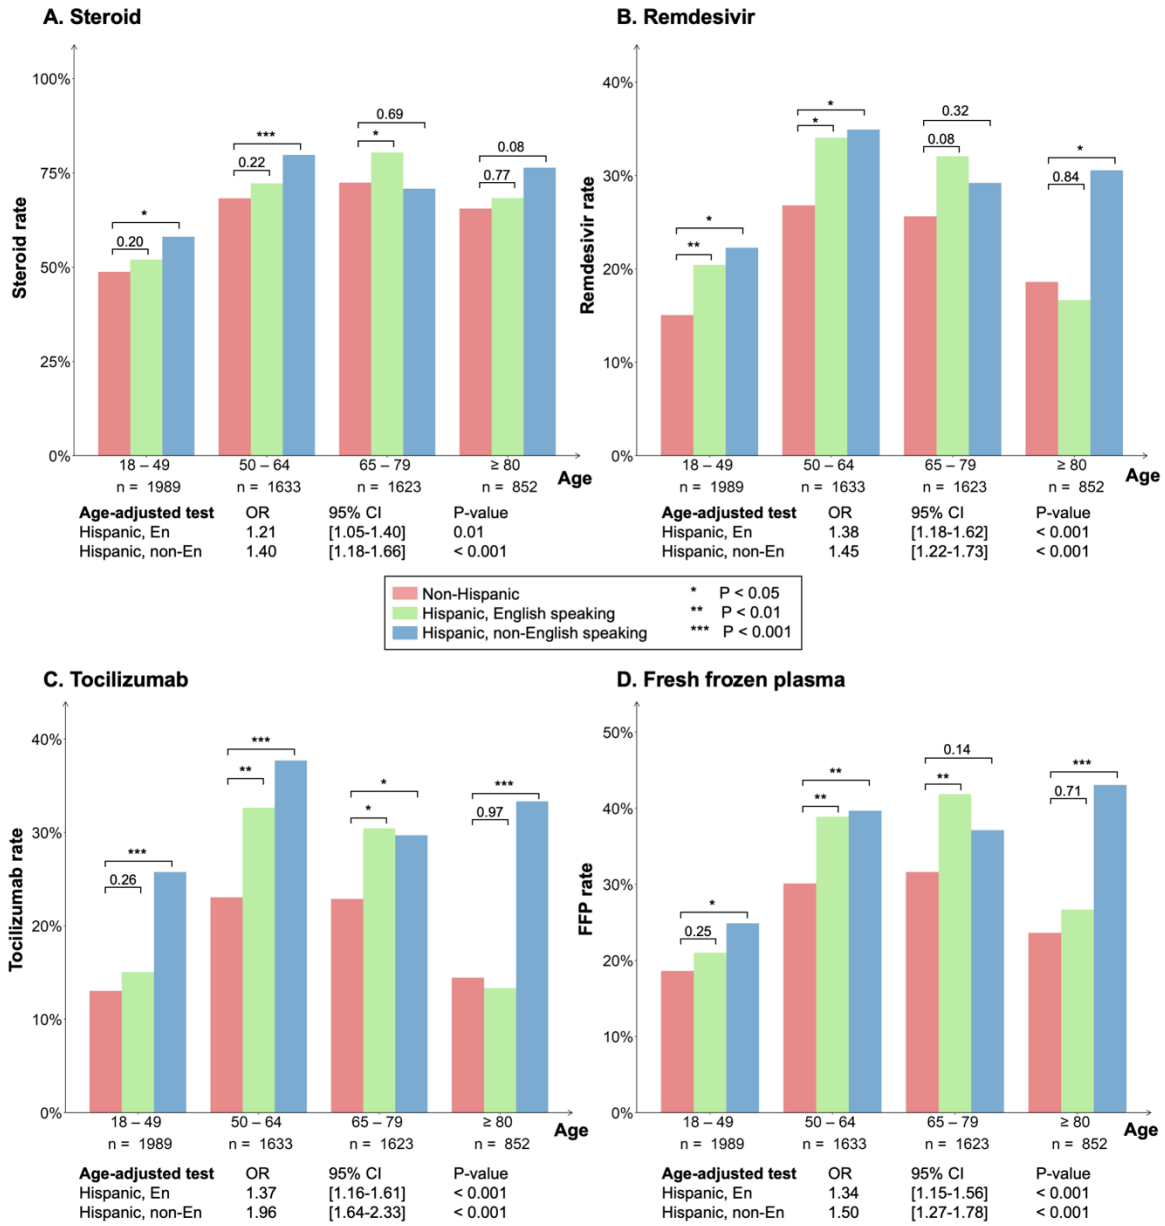 A. Steroid
Steroid rate
100%
75%
50%
25%
0%
*
0.20
***
0.22
0.69
*
0.08
0.77
18 – 49
50 – 64
65 – 79
≥ 80
Age
n = 1989
n = 1633
n = 1623
n = 852
Age-adjusted test OR 95% CI P-value
Hispanic, En 1.21 [1.05-1.40] 0.01
Hispanic, non-En 1.40 [1.18-1.66] < 0.001
B. Remdesivir
Remdesivir rate
40%
30%
20%
10%
0%
*
**
*
*
0.32
0.08
*
0.84
18 – 49
50 – 64
65 – 79
≥ 80
Age
n = 1989
n = 1633
n = 1623
n = 852
Age-adjusted test OR 95% CI P-value
Hispanic, En 1.38 [1.18-1.62] < 0.001
Hispanic, non-En 1.45 [1.22-1.73] < 0.001
Non-Hispanic * P < 0.05
Hispanic, English speaking ** P < 0.01
Hispanic, non-English speaking *** P < 0.001
C. Tocilizumab
Tocilizumab rate
40%
30%
20%
10%
0%
***
0.26
***
**
*
*
***
0.97
18 – 49
50 – 64
65 – 79
≥ 80
Age
n = 1989
n = 1633
n = 1623
n = 852
Age-adjusted test OR 95% CI P-value
Hispanic, En 1.37 [1.16-1.61] < 0.001
Hispanic, non-En 1.96 [1.64-2.33] < 0.001
D. Fresh frozen plasma
FFP rate
50%
40%
30%
20%
10%
0%
*
0.25
**
**
0.14
**
***
0.71
18 – 49
50 – 64
65 – 79
≥ 80
Age
n = 1989
n = 1633
n = 1623
n = 852
Age-adjusted test OR 95% CI P-value
Hispanic, En 1.34 [1.15-1.56] < 0.001
Hispanic, non-En 1.50 [1.27-1.78] < 0.001